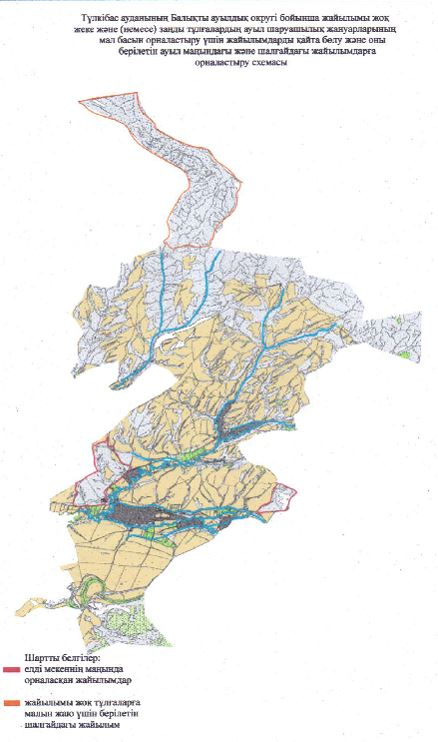 Түлкібас ауданының Балықты ауылдық округі бойынша жайылымы жоқ
жеке және (немесе) заңды тұлғалардың ауыл шаруашылық жануарларының
мал басын орналастыру үшін жайылымдарды қайта бөлу және оны
берілетін ауыл маңындағы және шалғайдағы жайылымдарға
орналастыру схемасы
Шартты белгілер:
елді мекеннің маңында
орналасқан жайылымдар
жайылымы жоқ тұлғаларға
малын жаю үшін берілетін
шалғайдағы жайылым